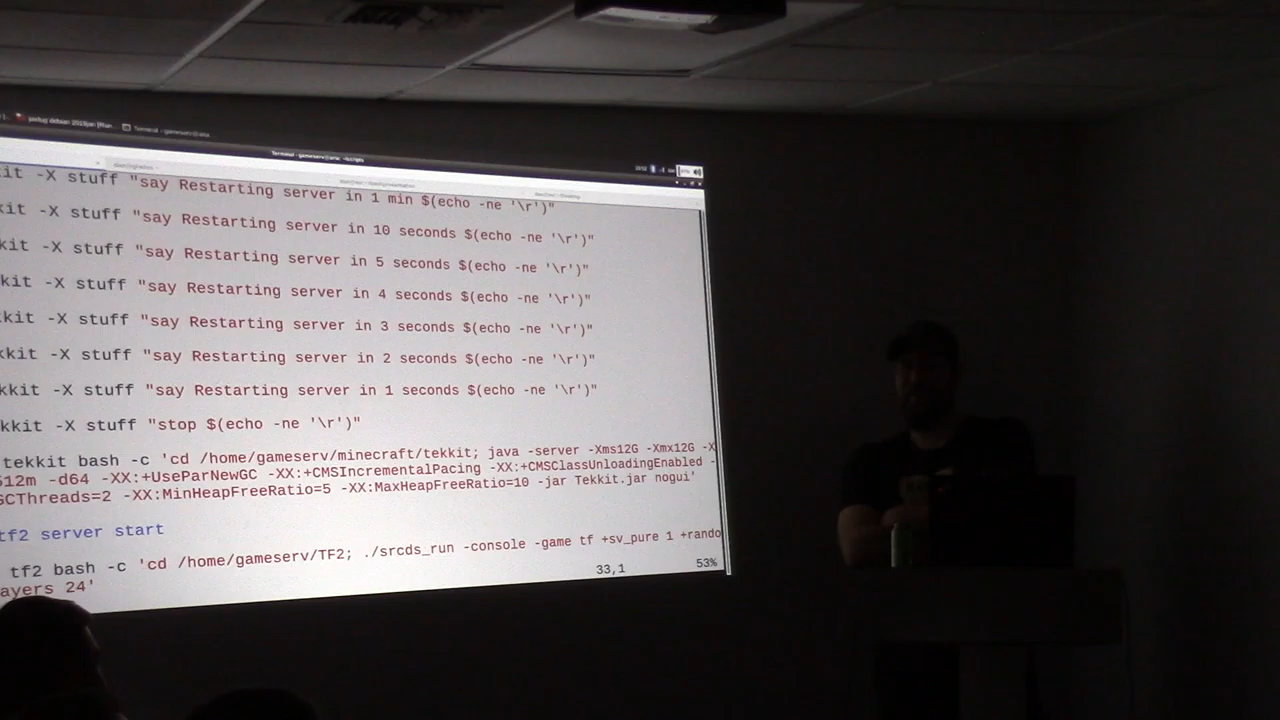 Terminal - gameserv@
kit -X stuff "say Restarting server in 1 min $(echo -ne '\r')"
kit -X stuff "say Restarting server in 10 seconds $(echo -ne '\r')"
kit -X stuff "say Restarting server in 5 seconds $(echo -ne '\r')"
kit -X stuff "say Restarting server in 4 seconds $(echo -ne '\r')"
kkit -X stuff "say Restarting server in 3 seconds $(echo -ne '\r')"
kkit -X stuff "say Restarting server in 2 seconds $(echo -ne '\r')"
kkit -X stuff "say Restarting server in 1 seconds $(echo -ne '\r')"
kkit -X stuff "stop $(echo -ne '\r')"
tekkit bash -c 'cd /home/gameserv/minecraft/tekkit; java -server -Xms12G -Xmx12G -X
512m -d64 -XX:+UseParNewGC -XX:+CMSIncrementalPacing -XX:+CMSClassUnloadingEnabled -
GCThreads=2 -XX:MinHeapFreeRatio=5 -XX:MaxHeapFreeRatio=10 -jar Tekkit.jar nogui'
tf2 server start
tf2 bash -c 'cd /home/gameserv/TF2; ./srcds_run -console -game tf +sv_pure 1 +rando
ayers 24'
33,1 53%